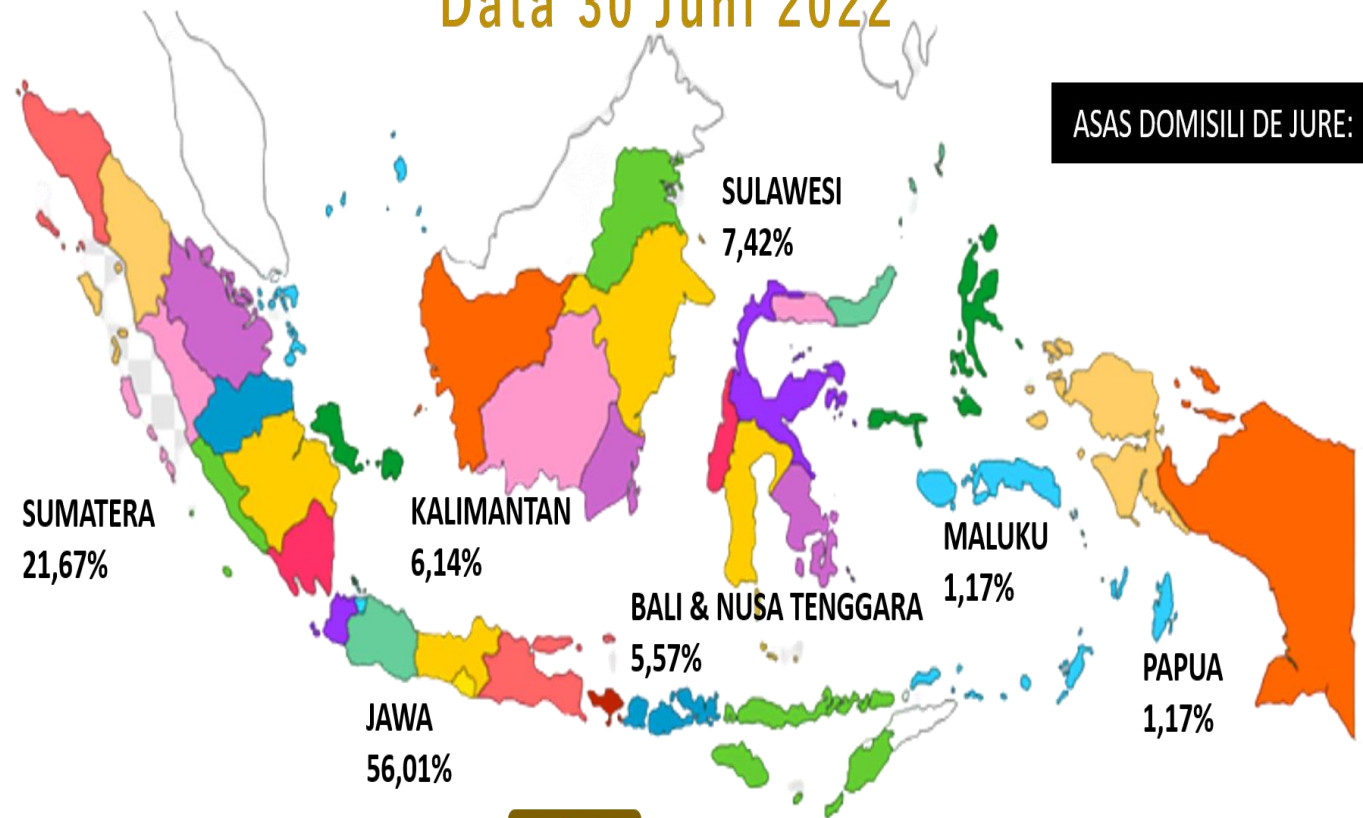 Data 30 Juni 2022
ASAS DOMISILI DE JURE:
SULAWESI
7,42%
SUMATERA
21,67%
KALIMANTAN
6,14%
MALUKU
1,17%
BALI & NUSA TENGGARA
5,57%
PAPUA
1,17%
JAWA
56,01%